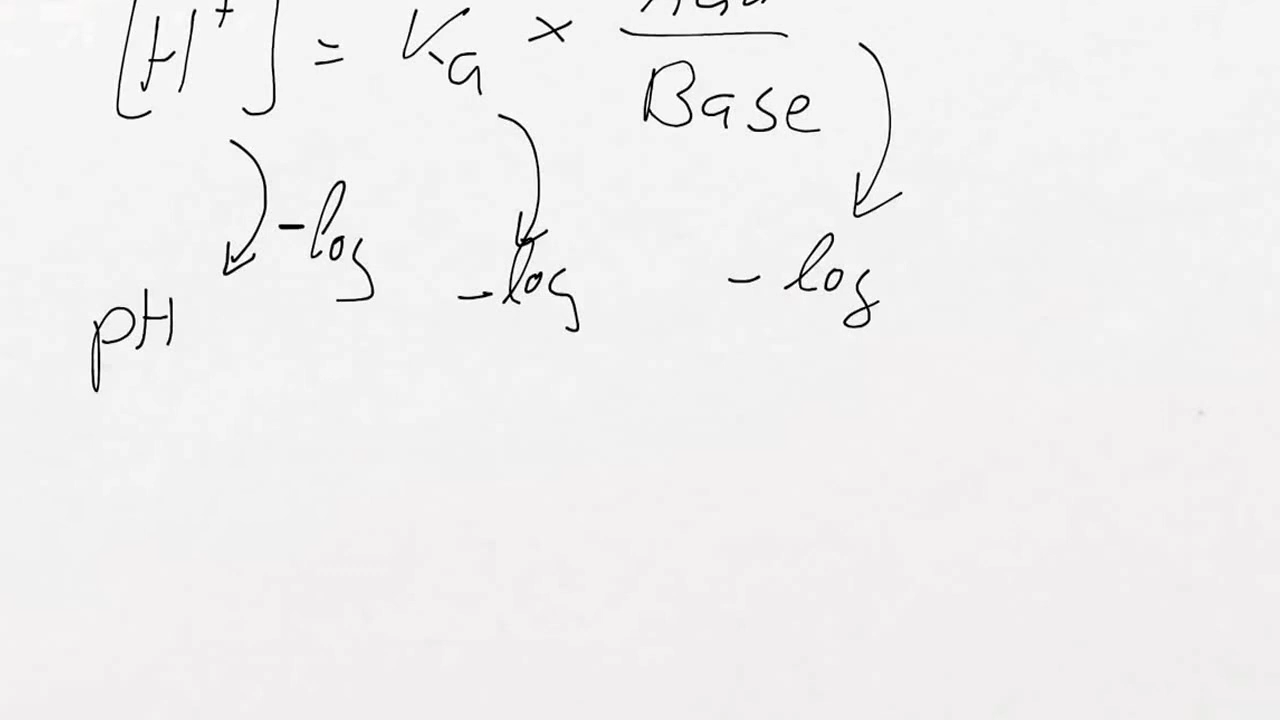 [H⁺] = Ka × ―
Base
-log
-log
- log
pH